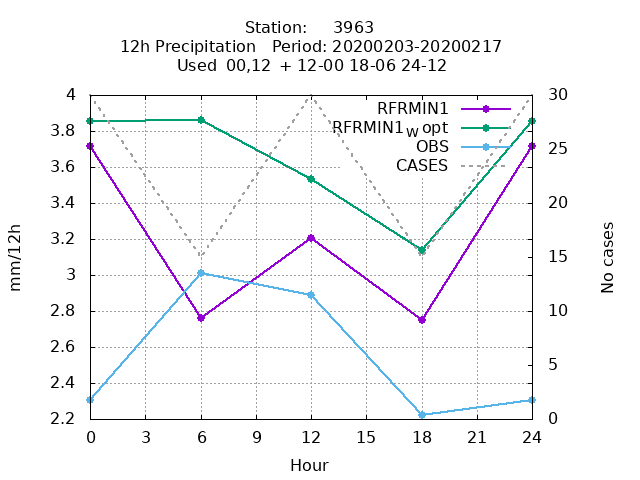 Station: 3963
12h Precipitation Period: 20200203-20200217
Used 00,12 + 12-00 18-06 24-12
4 30
RFRMIN1
3.8 RFRMIN1w opt
OBS 25
3.6 CASES
3.4 20
3.2
mm/12h No cases
3 15
2.8 10
2.6
2.4 5
2.2 0
0 3 6 9 12 15 18 21 24
Hour